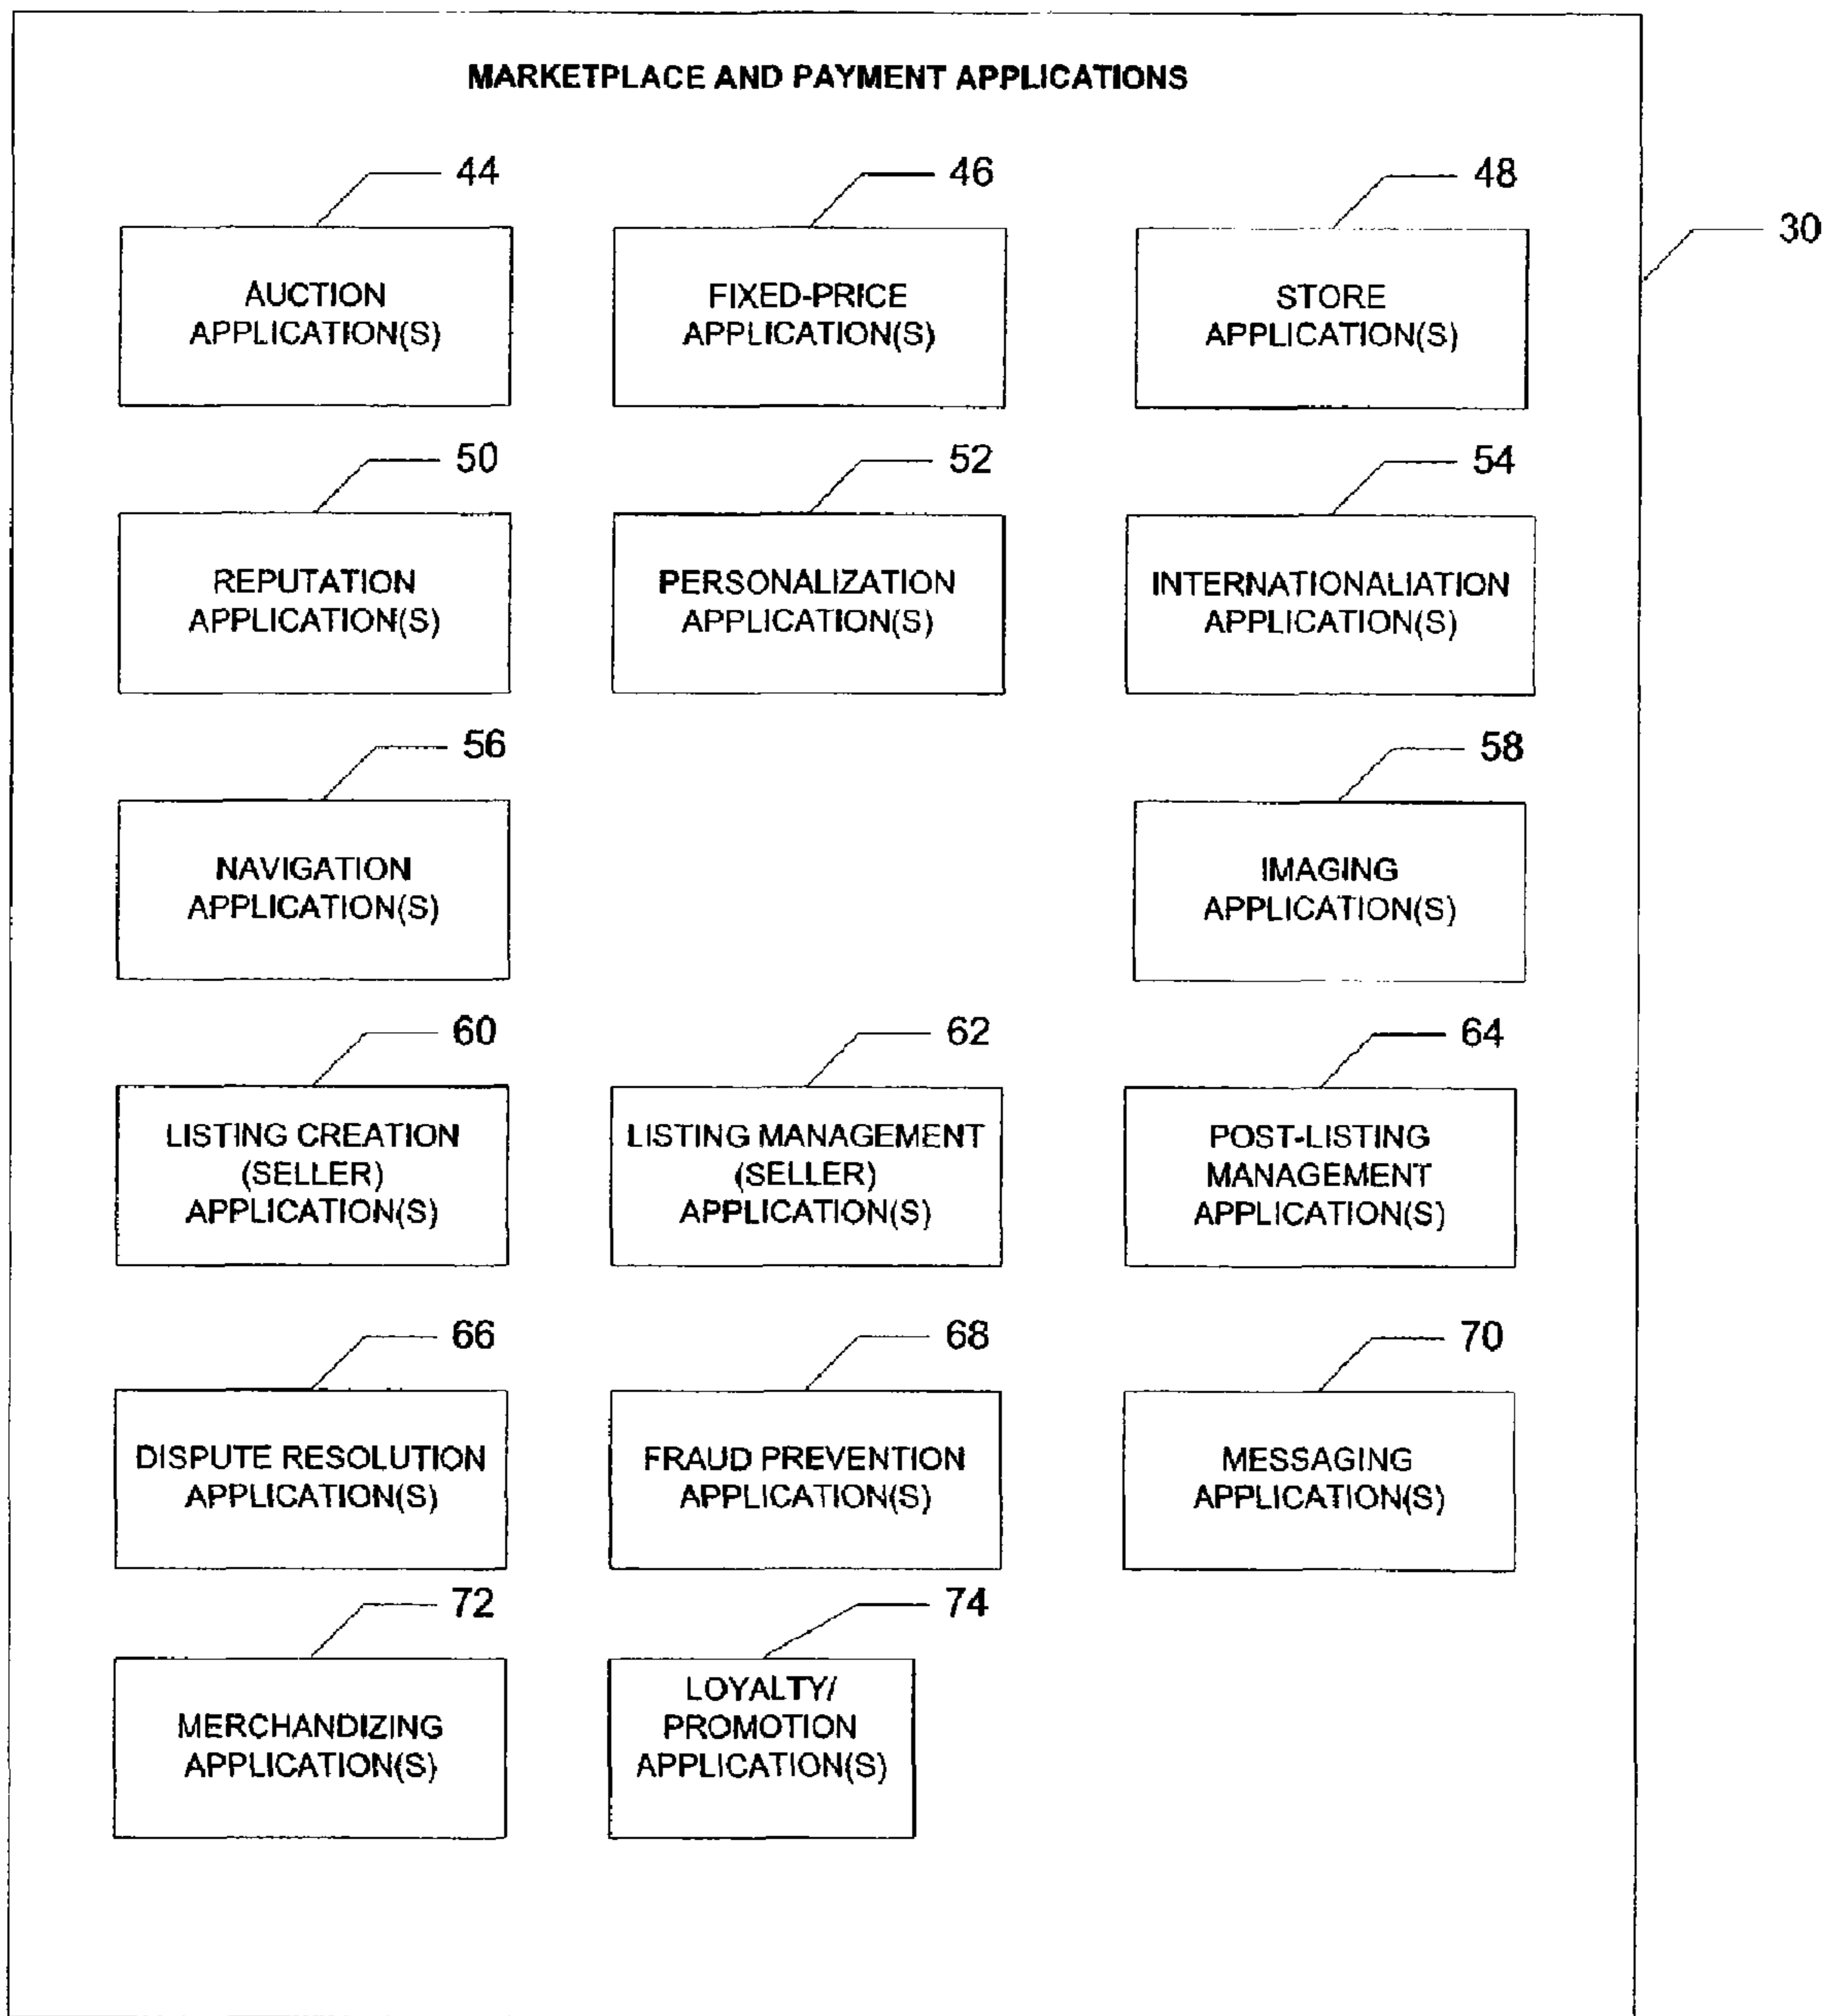 MARKETPLACE AND PAYMENT APPLICATIONS
44
46
48
30
AUCTION
APPLICATION(S)
FIXED-PRICE
APPLICATION(S)
STORE
APPLICATION(S)
50
52
54
REPUTATION
APPLICATION(S)
PERSONALIZATION
APPLICATION(S)
INTERNATIONALIATION
APPLICATION(S)
56
58
NAVIGATION
APPLICATION(S)
IMAGING
APPLICATION(S)
60
62
64
LISTING CREATION
(SELLER)
APPLICATION(S)
LISTING MANAGEMENT
(SELLER)
APPLICATION(S)
POST-LISTING
MANAGEMENT
APPLICATION(S)
66
68
70
DISPUTE RESOLUTION
APPLICATION(S)
FRAUD PREVENTION
APPLICATION(S)
MESSAGING
APPLICATION(S)
72
74
MERCHANDIZING
APPLICATION(S)
LOYALTY/
PROMOTION
APPLICATION(S)